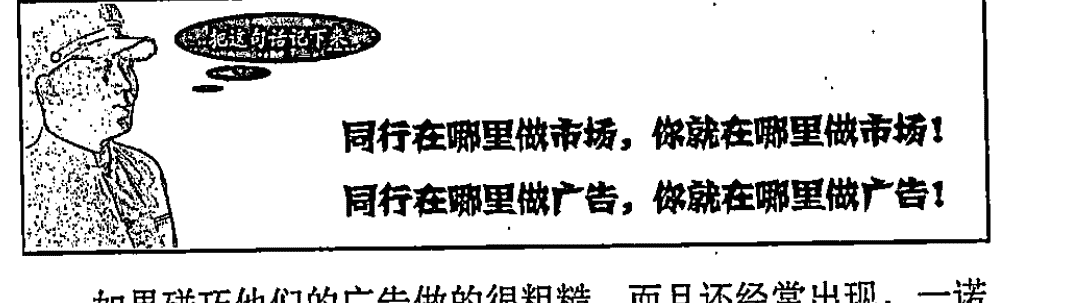 把这句话记下来
同行在哪里做市场，你就在哪里做市场！
同行在哪里做广告，你就在哪里做广告！
如果碰巧他们的广告做的很粗糙，而且还经常出现，一诺